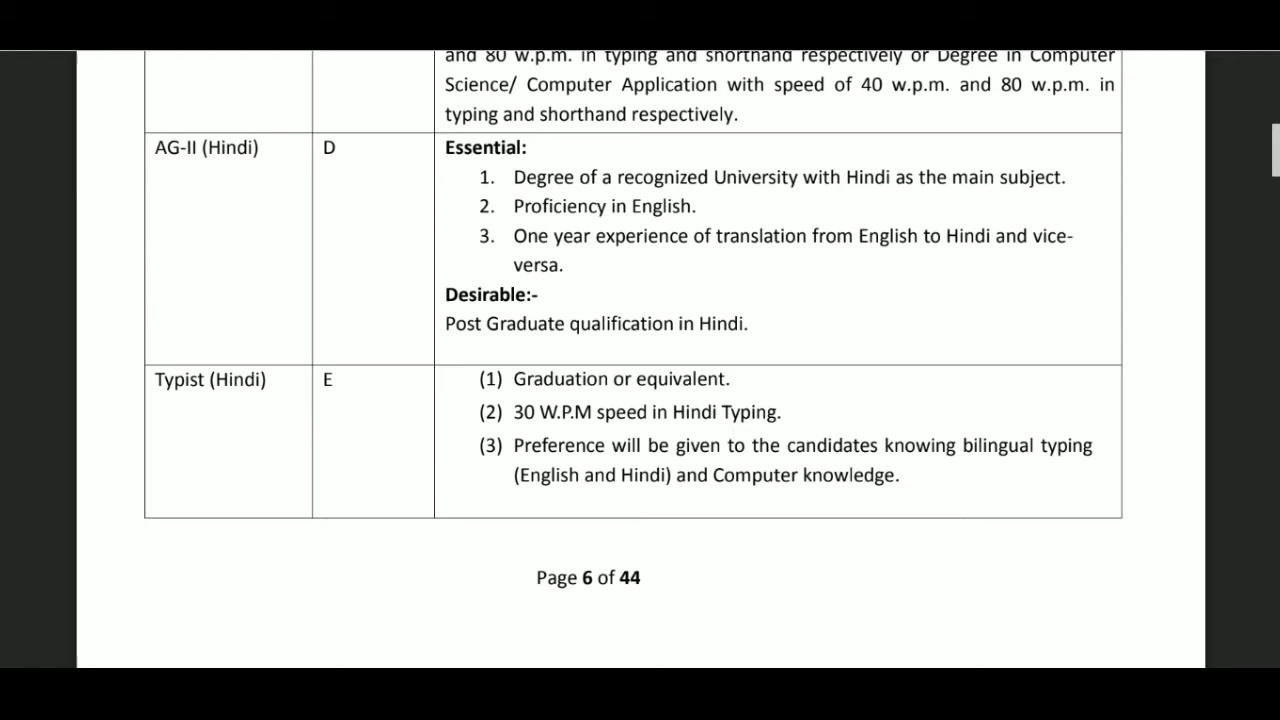 and 80 w.p.m. in typing and shorthand respectively or Degree in Computer
Science/ Computer Application with speed of 40 w.p.m. and 80 w.p.m. in
typing and shorthand respectively.
AG-II (Hindi) D Essential:
1. Degree of a recognized University with Hindi as the main subject.
2. Proficiency in English.
3. One year experience of translation from English to Hindi and vice-
versa.
Desirable:-
Post Graduate qualification in Hindi.
Typist (Hindi) E (1) Graduation or equivalent.
(2) 30 W.P.M speed in Hindi Typing.
(3) Preference will be given to the candidates knowing bilingual typing
(English and Hindi) and Computer knowledge.
Page 6 of 44